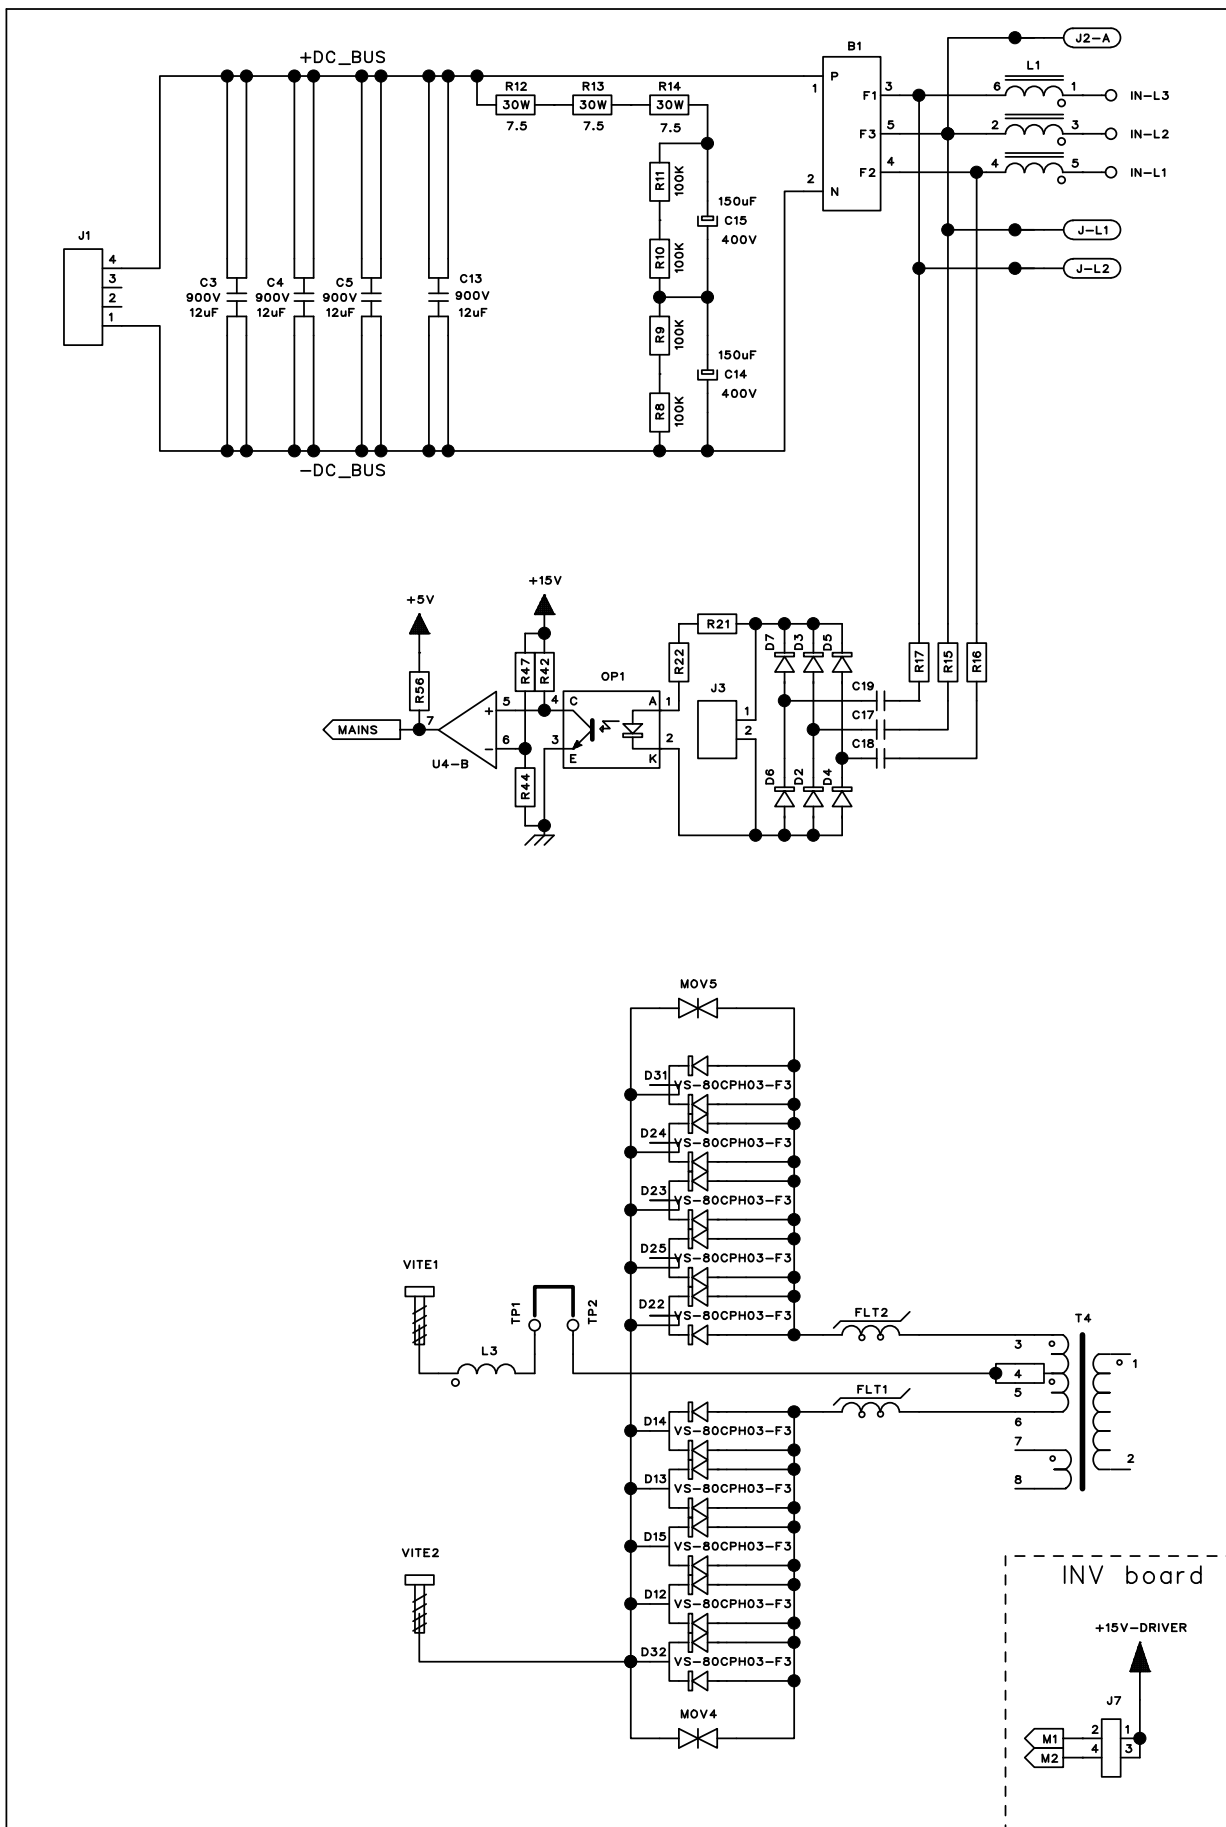 J2-A
+DC_BUS
B1
R12
R13
R14
L1
P
1
30W
30W
30W
F1
3
6
1
IN-L3
7.5
7.5
7.5
F3
5
2
3
IN-L2
R11
100K
2
N
F2
4
4
5
IN-L1
150uF
C15
400V
J1
J-L1
R10
100K
4
3
2
1
J-L2
C3
900V
12uF
C4
900V
12uF
C5
900V
12uF
C13
900V
12uF
R9
100K
150uF
C14
400V
R8
100K
-DC_BUS
+15V
+5V
R21
D7
D3
D5
R47
R42
R22
R17
R15
R16
R56
OP1
J3
C19
MAINS
7
5
+
4
C
A
1
1
C17
6
-
3
E
K
2
2
C18
U4-B
R44
D6
D2
D4
MOV5
D31
VS-80CPH03-F3
D24
VS-80CPH03-F3
D23
VS-80CPH03-F3
D25
VS-80CPH03-F3
VITE1
TP1
TP2
D22
VS-80CPH03-F3
FLT2
T4
3
L3
1
4
5
FLT1
D14
VS-80CPH03-F3
6
7
2
D13
VS-80CPH03-F3
8
D15
VS-80CPH03-F3
VITE2
INV board
D12
VS-80CPH03-F3
+15V-DRIVER
D32
VS-80CPH03-F3
J7
MOV4
M1
2
1
M2
4
3